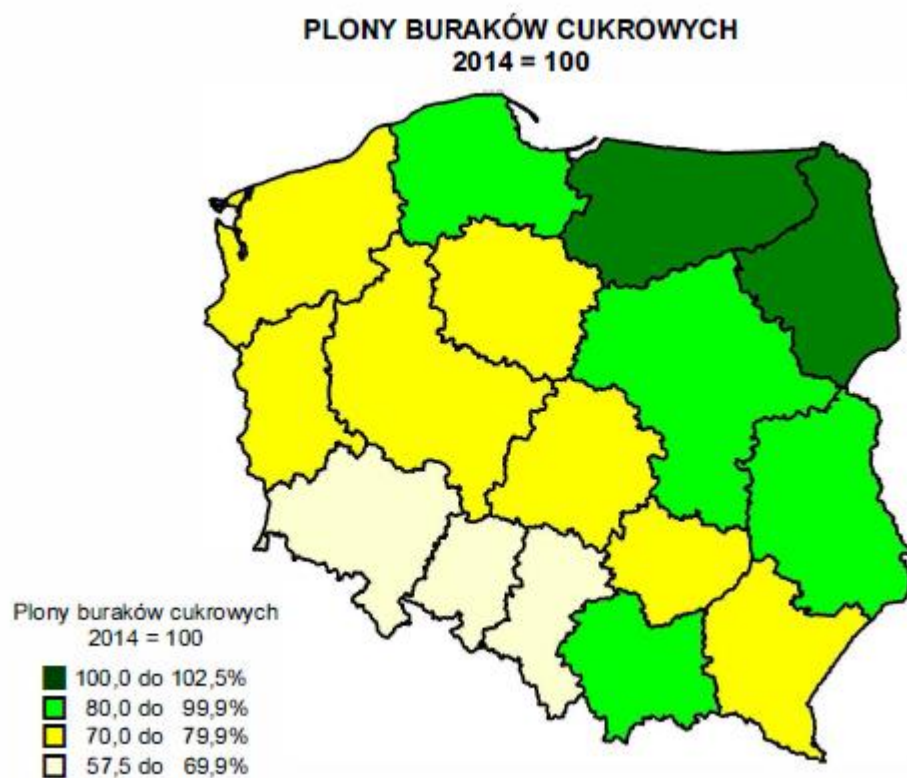 PLONY BURAKÓW CUKROWYCH
2014 = 100
Plony buraków cukrowych
2014 = 100
100,0 do 102,5%
80,0 do 99,9%
70,0 do 79,9%
57,5 do 69,9%